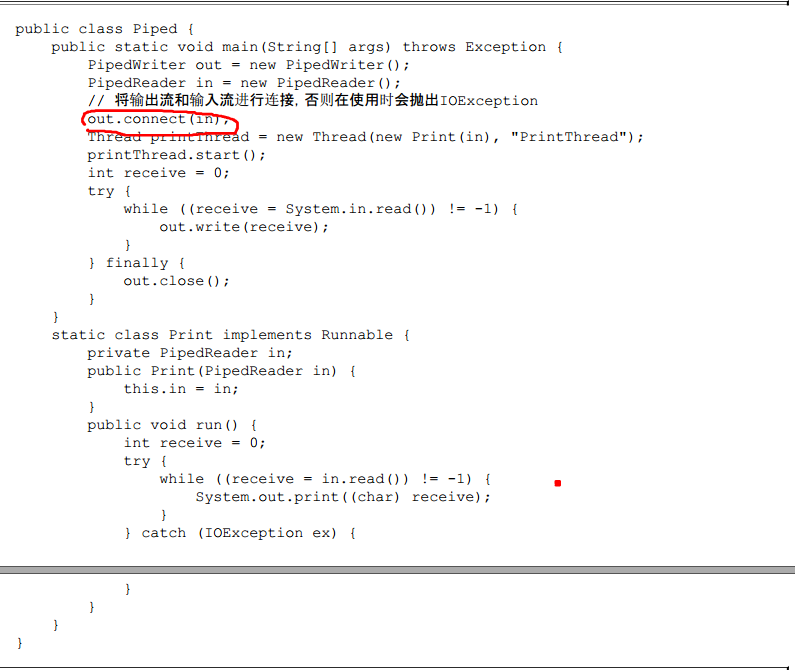 public class Piped {
    public static void main(String[] args) throws Exception {
        PipedWriter out = new PipedWriter();
        PipedReader in = new PipedReader();
        // 将输出流和输入流进行连接,否则在使用时会抛出IOException
        out.connect(in);
        Thread printThread = new Thread(new Print(in), "PrintThread");
        printThread.start();
        int receive = 0;
        try {
            while ((receive = System.in.read()) != -1) {
                out.write(receive);
            }
        } finally {
            out.close();
        }
    }
    static class Print implements Runnable {
        private PipedReader in;
        public Print(PipedReader in) {
            this.in = in;
        }
        public void run() {
            int receive = 0;
            try {
                while ((receive = in.read()) != -1) {
                    System.out.print((char) receive);
                }
            } catch (IOException ex) {
            }
        }
    }
}